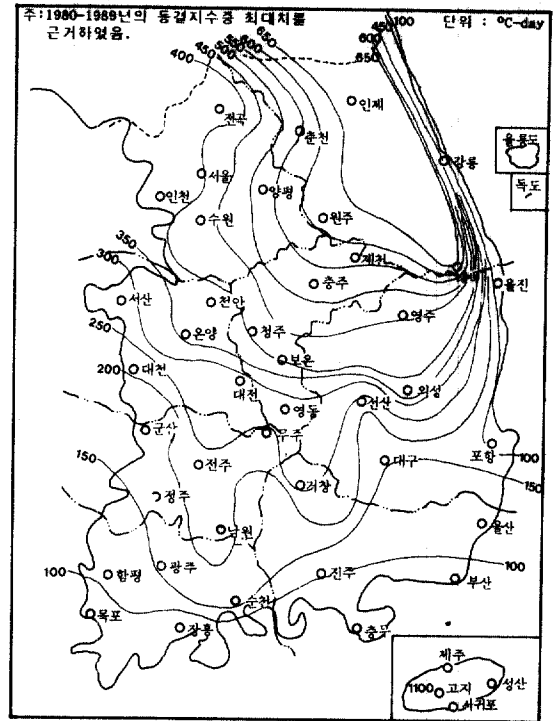 주:1980-1989년의 동결지수중 최대치를
근거하였음.
단위 : °C-day
400
450
500
550
600
650
450
100
600
650
인제
전곡
춘천
울릉도
강릉
독도
서울
인천
양평
수원
원주
제천
350
300
충주
울진
서산
천안
영주
250
온양
청주
보은
200
대천
대전
의성
선산
영동
군산
무주
포항
100
150
전주
대구
거창
150
정주
남원
울산
100
함평
광주
진주
100
부산
순천
목포
장흥
충무
제주
1100
고지
성산
서귀포